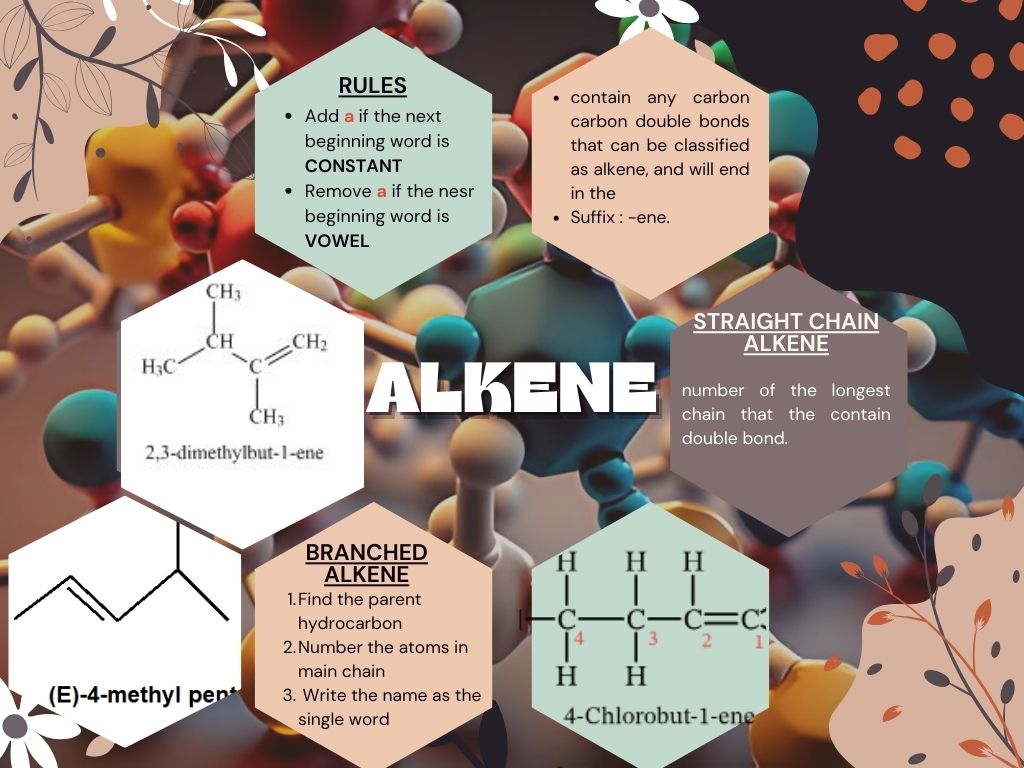 RULES
• Add a if the next
beginning word is
CONSTANT
• Remove a if the nesr
beginning word is
VOWEL
• contain any carbon
carbon double bonds
that can be classified
as alkene, and will end
in the
• Suffix : -ene.
CH3
CH
CH2
H3C
C
CH3
2,3-dimethylbut-1-ene
ALKENE
STRAIGHT CHAIN
ALKENE
number of the longest
chain that the contain
double bond.
(E)-4-methyl pent
BRANCHED
ALKENE
1. Find the parent
hydrocarbon
2. Number the atoms in
main chain
3. Write the name as the
single word
H H H
C C C C
4 3 2 1
H H
4-Chlorobut-1-ene